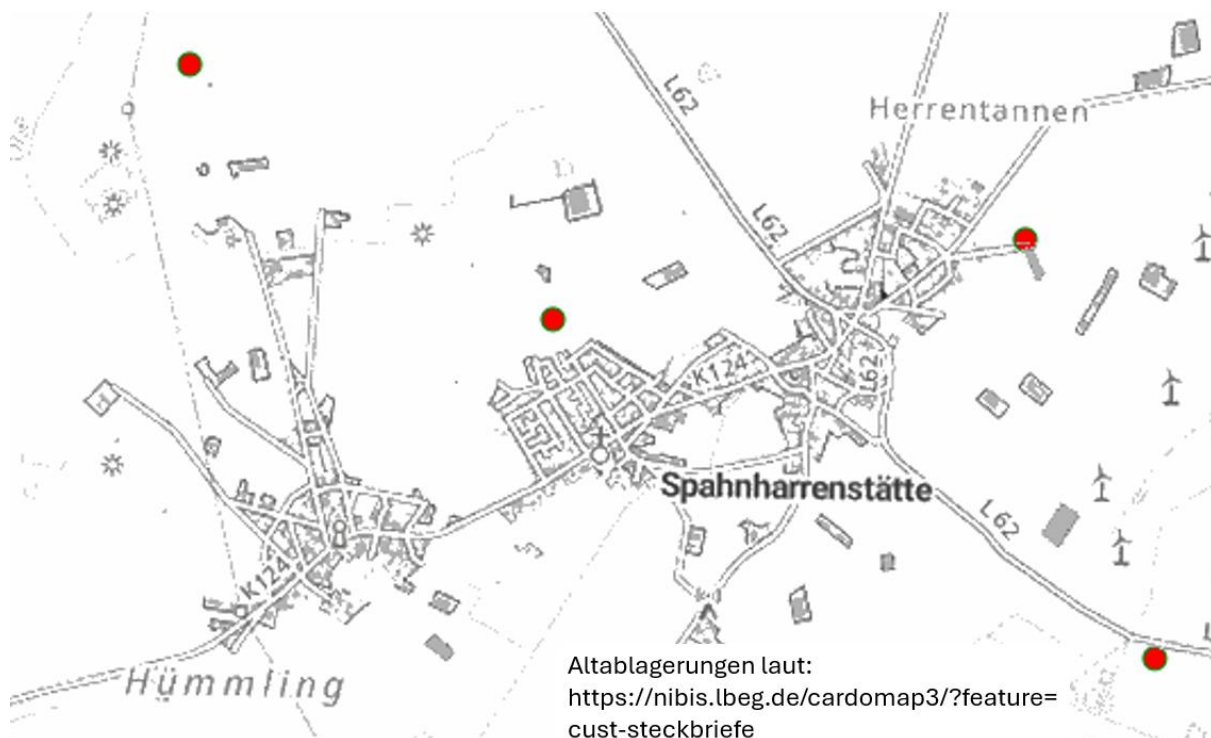 L62
Herrentannen
L62
K124
L62
Spahnharrenstätte
L62
K124
Hümmling
Altablagerungen laut:
https://nibis.lbeg.de/cardomap3/?feature=
cust-steckbriefe